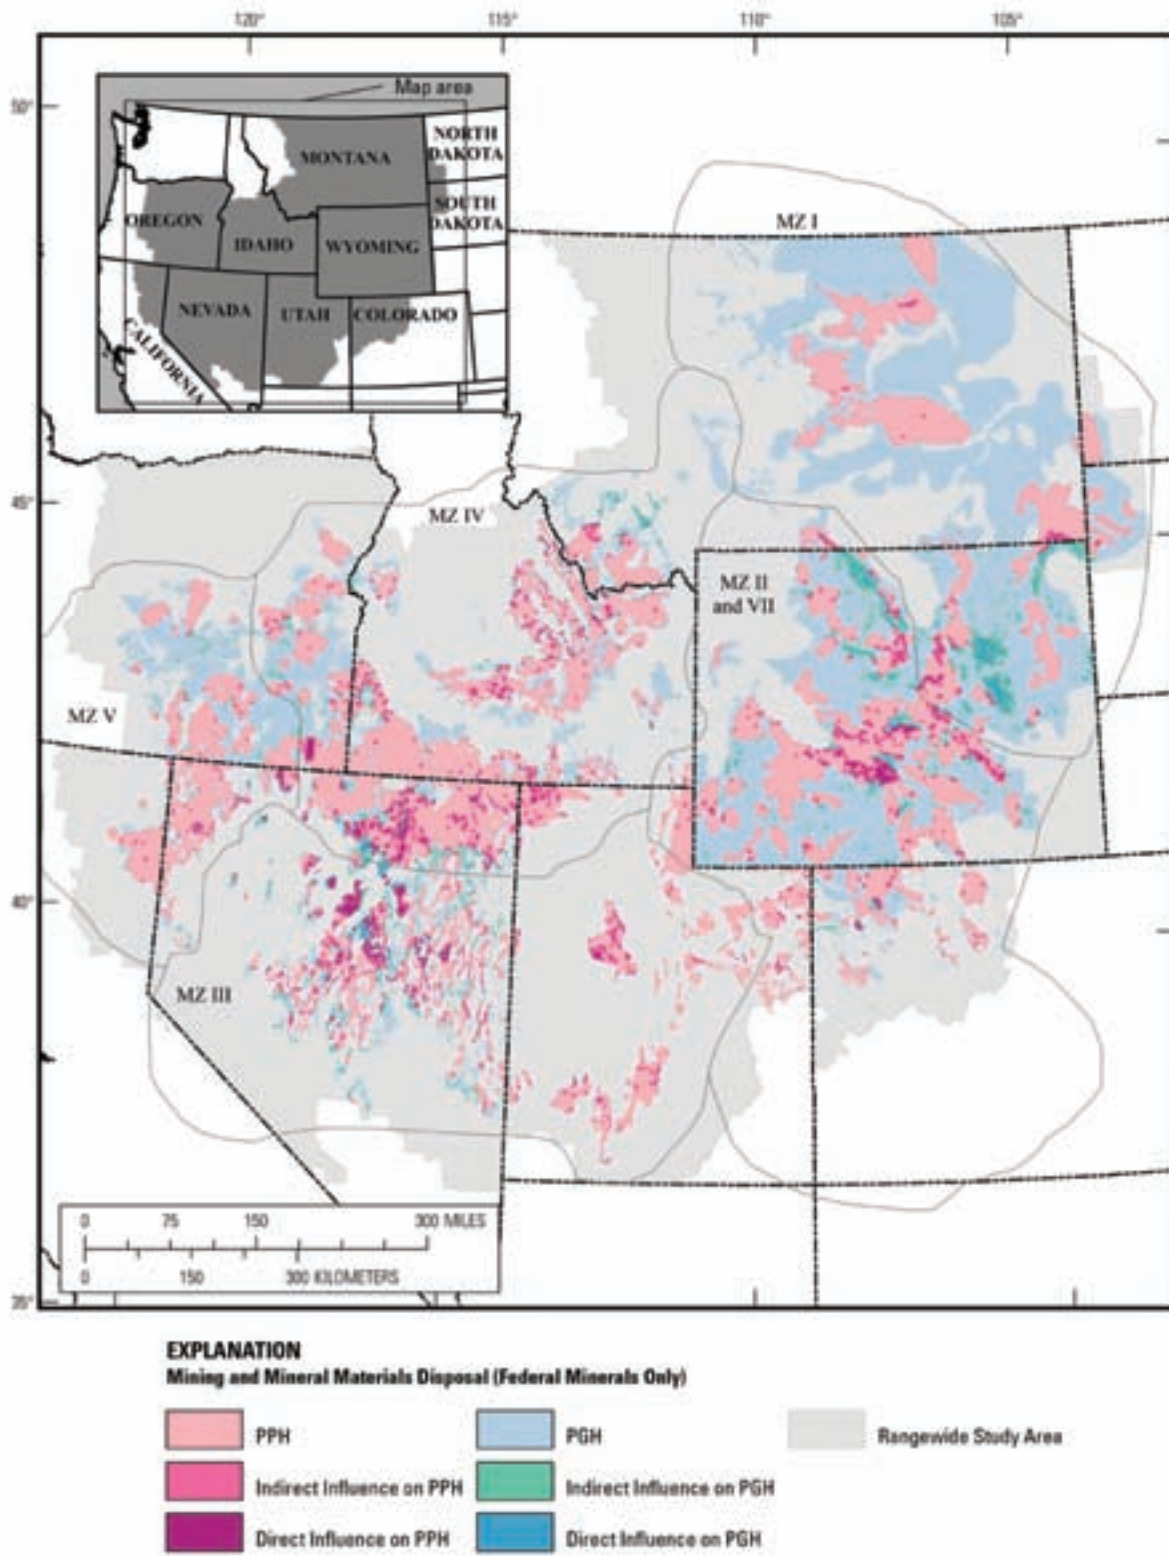 120°
115°
110°
105°
50°
Map area
NORTH
DAKOTA
MONTANA
SOUTH
DAKOTA
OREGON
IDAHO
WYOMING
NEVADA
UTAH
COLORADO
CALIFORNIA
MZ I
45°
MZ IV
MZ II
and VII
MZ V
40°
MZ III
0 75 150 300 MILES
0 150 300 KILOMETERS
35°
EXPLANATION
Mining and Mineral Materials Disposal (Federal Minerals Only)
PPH PGH Rangewide Study Area
Indirect Influence on PPH Indirect Influence on PGH
Direct Influence on PPH Direct Influence on PGH